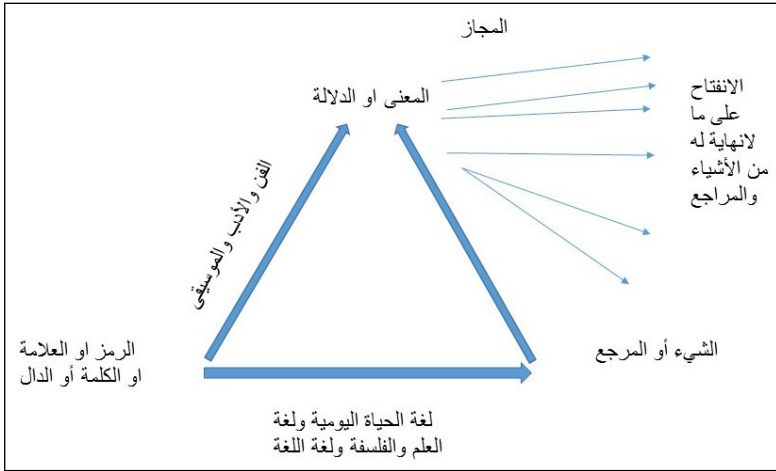 المجاز
المعنى او الدلالة
الانفتاح
على ما
لانهاية له
من الأشياء
والمراجع
الفن والأدب والموسيقى
الشيء أو المرجع
الرمز او العلامة
او الكلمة أو الدال
لغة الحياة اليومية ولغة
العلم والفلسفة ولغة اللغة